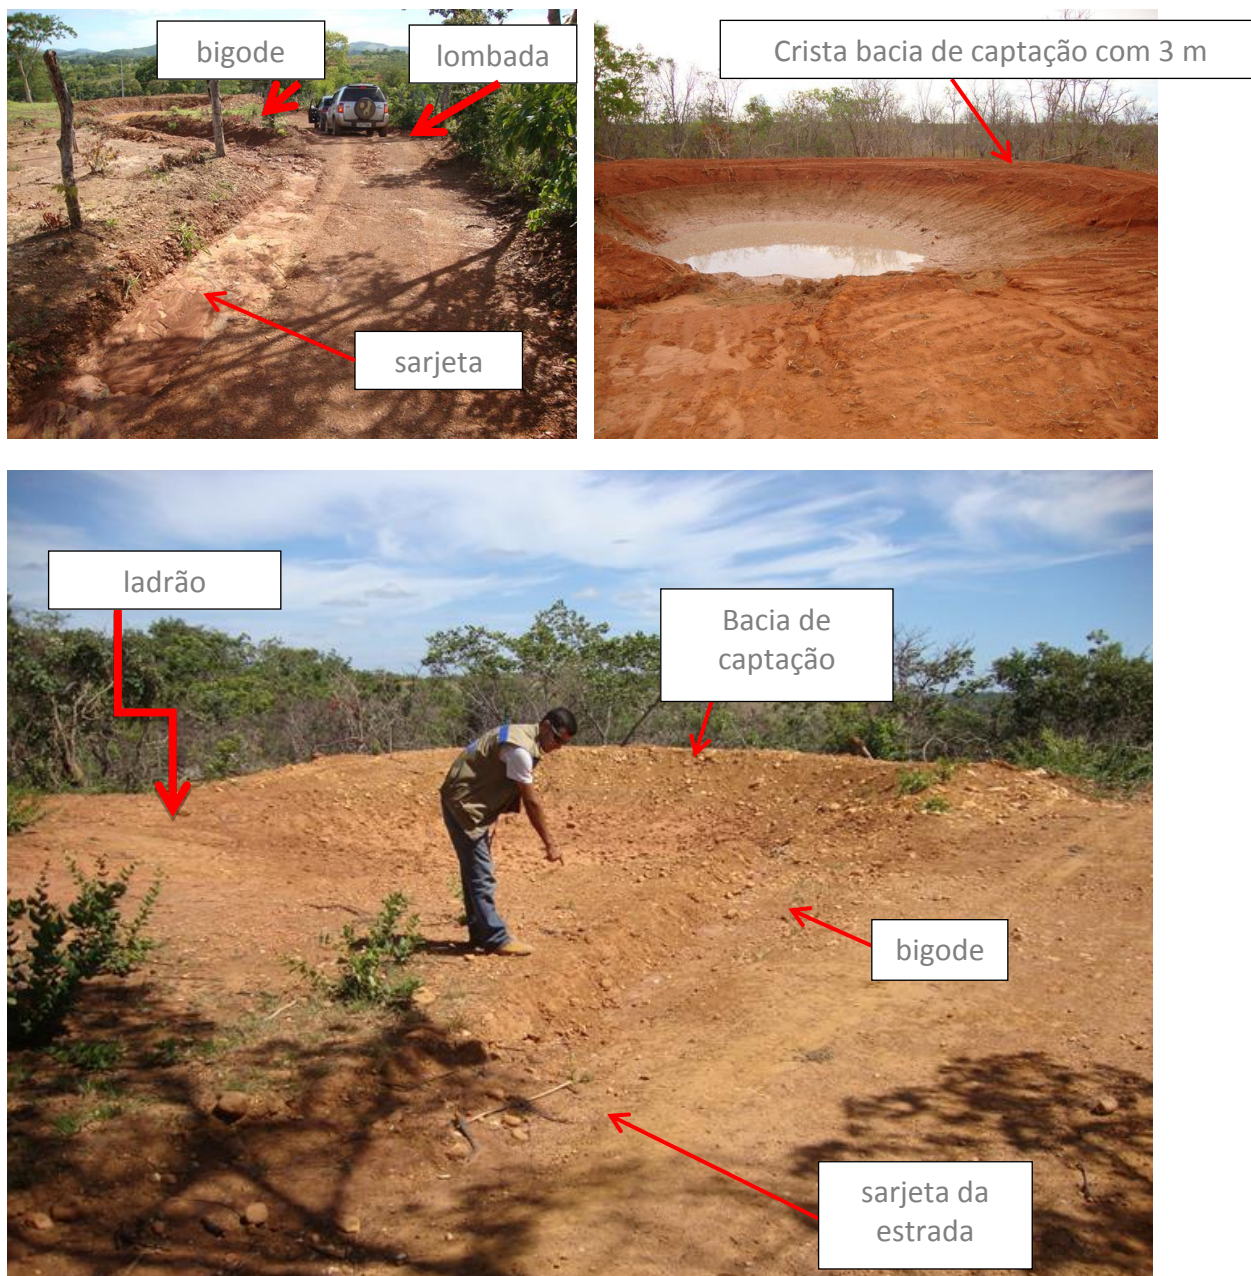 bigode
lombada
sarjeta
Crista bacia de captação com 3 m
ladrão
Bacia de
captação
bigode
sarjeta da
estrada